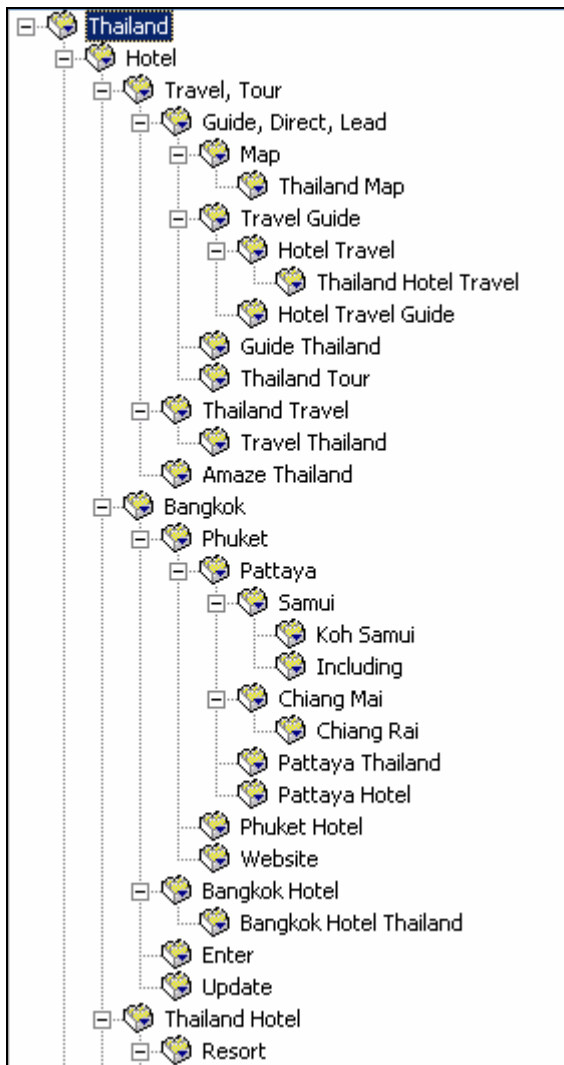 Thailand
Hotel
Travel, Tour
Guide, Direct, Lead
Map
Thailand Map
Travel Guide
Hotel Travel
Thailand Hotel Travel
Hotel Travel Guide
Guide Thailand
Thailand Tour
Thailand Travel
Travel Thailand
Amaze Thailand
Bangkok
Phuket
Pattaya
Samui
Koh Samui
Including
Chiang Mai
Chiang Rai
Pattaya Thailand
Pattaya Hotel
Phuket Hotel
Website
Bangkok Hotel
Bangkok Hotel Thailand
Enter
Update
Thailand Hotel
Resort